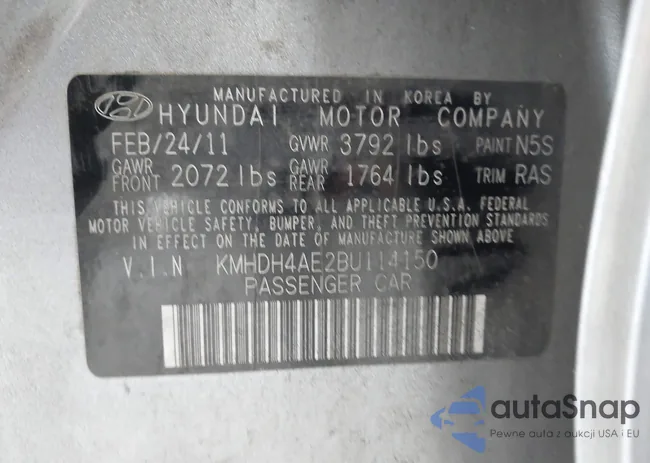 MANUFACTURED IN KOREA BY
HYUNDAI MOTOR COMPANY
FEB/24/11 GVWR 3792 lbs PAINT N5S
GAWR FRONT 2072 lbs GAWR REAR 1764 lbs TRIM RAS
THIS VEHICLE CONFORMS TO ALL APPLICABLE U.S.A. FEDERAL
MOTOR VEHICLE SAFETY, BUMPER, AND THEFT PREVENTION STANDARDS
IN EFFECT ON THE DATE OF MANUFACTURE SHOWN ABOVE
V.I.N KMHDH4AE2BU114150
PASSENGER CAR
autaSnap
Pewne auta z aukcji USA i EU